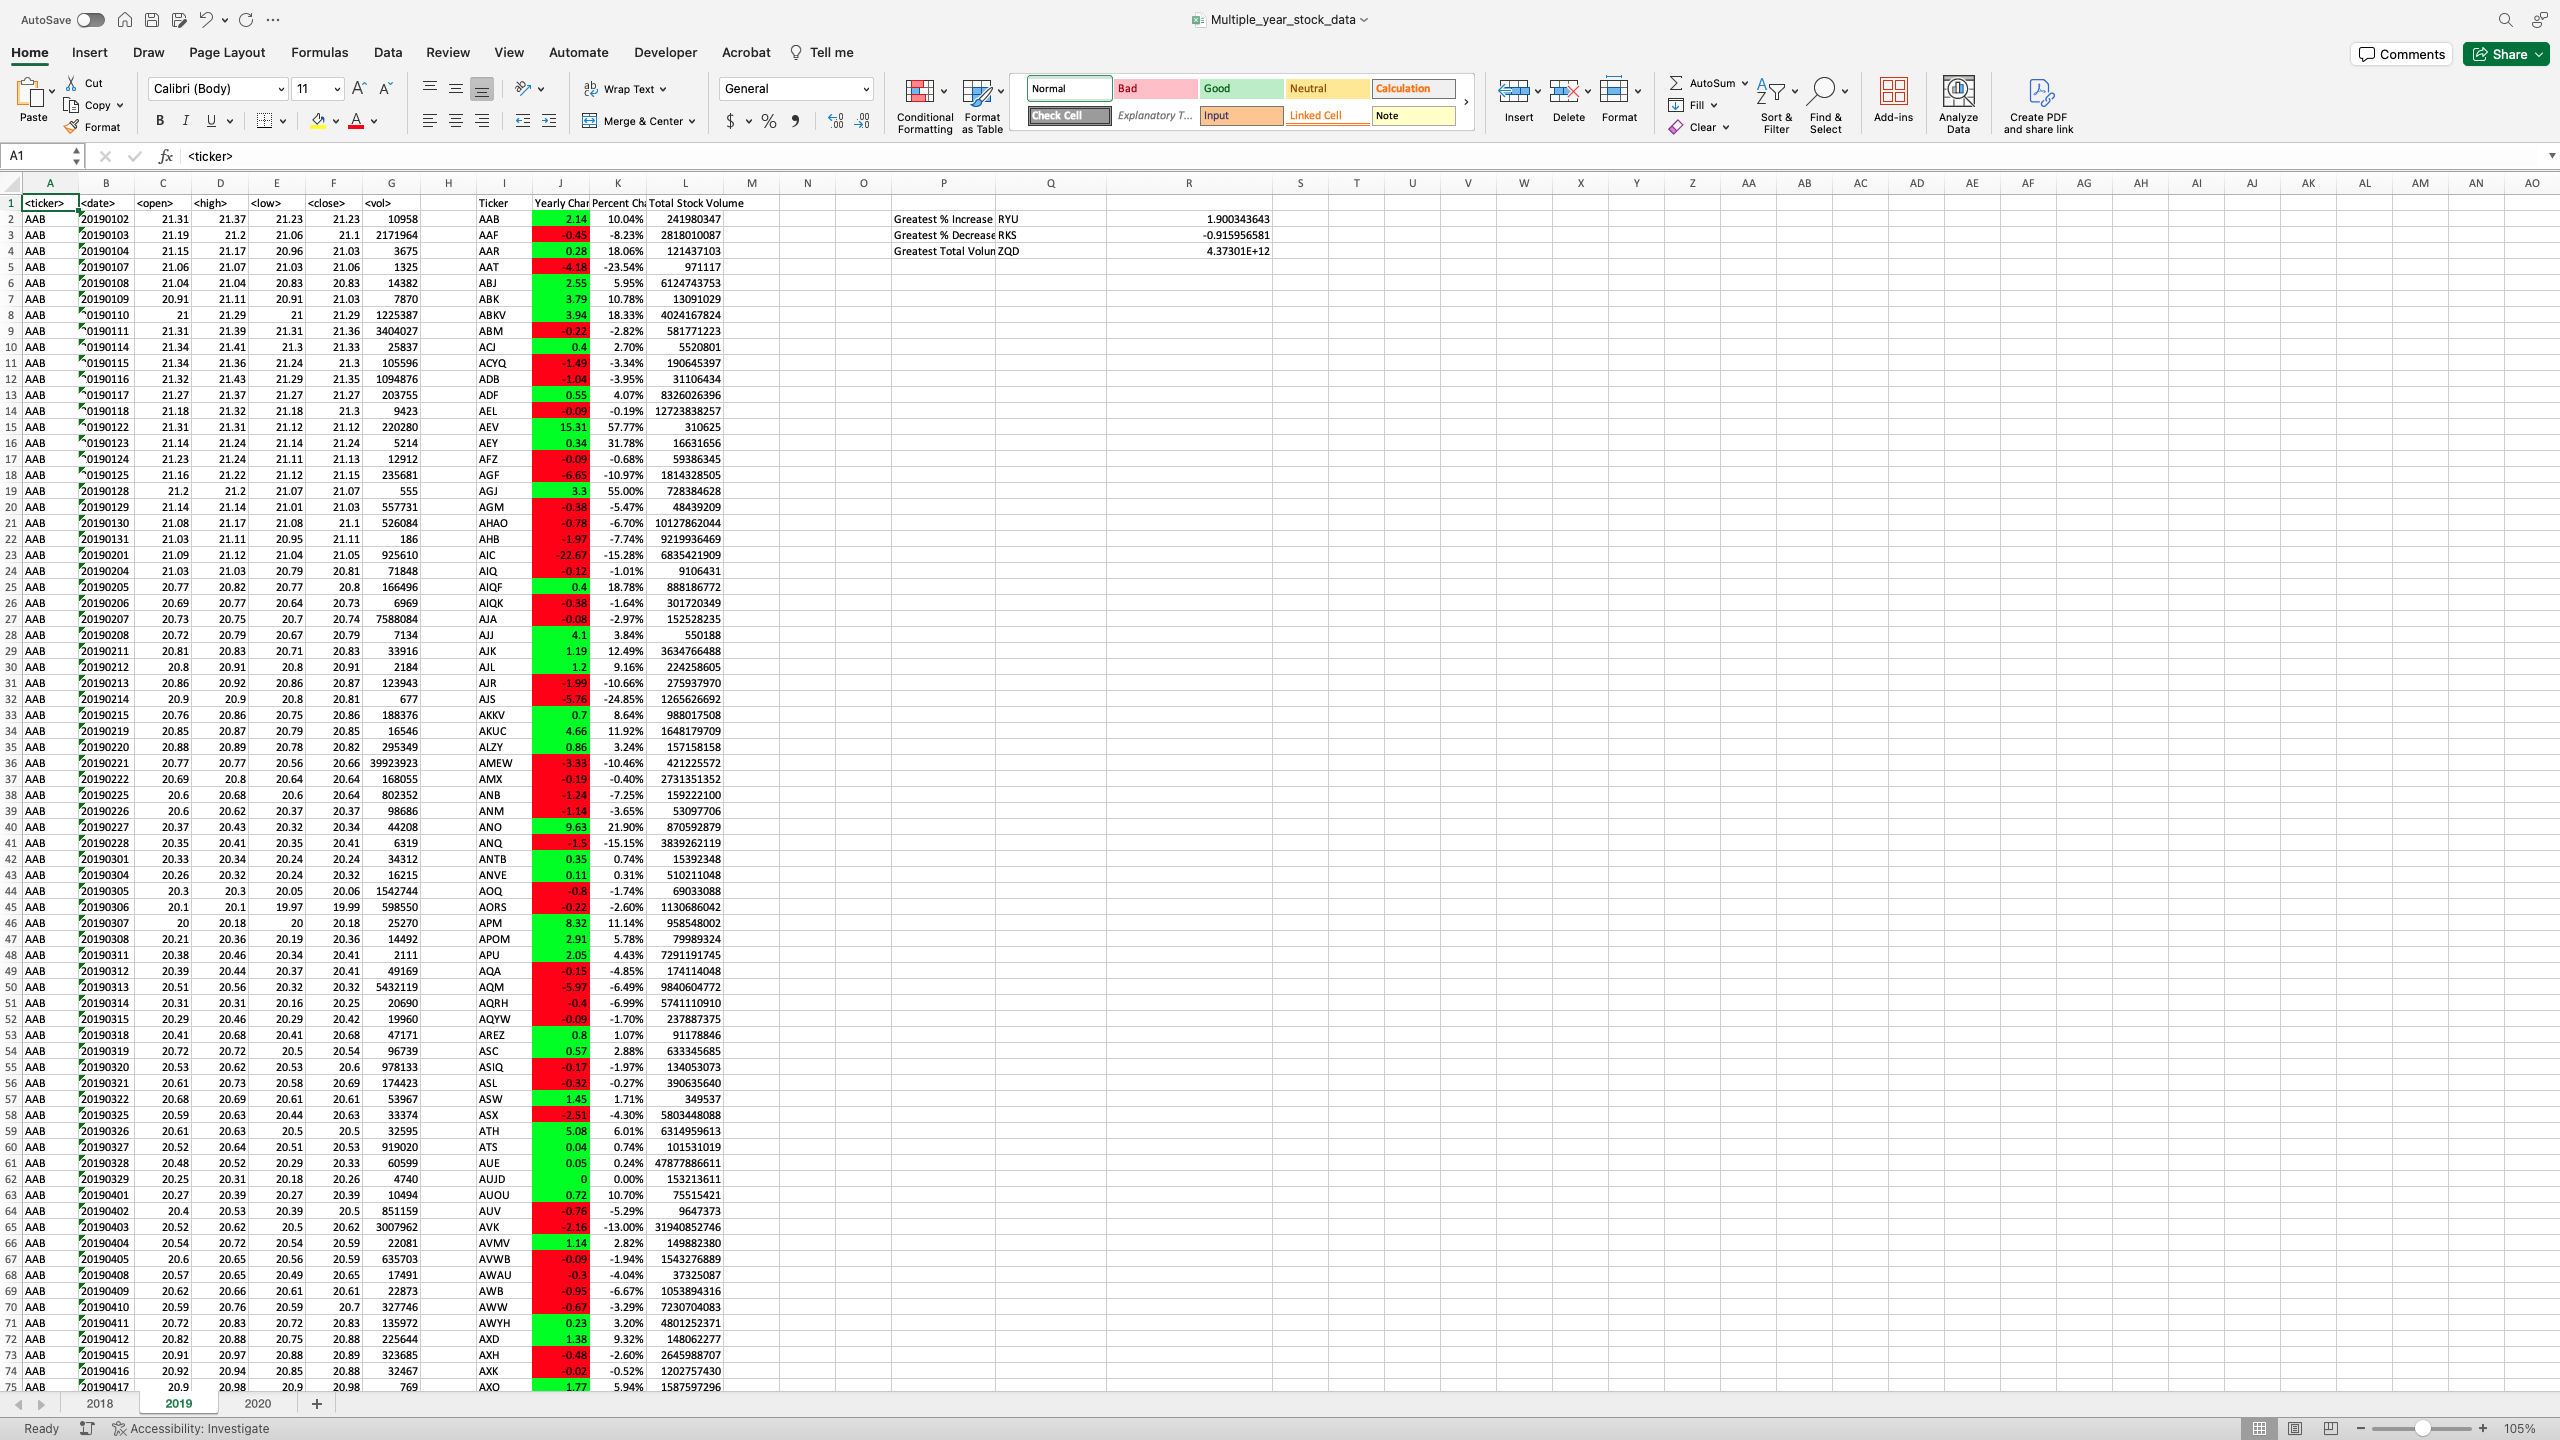 AutoSave
Multiple_year_stock_data
Home Insert Draw Page Layout Formulas Data Review View Automate Developer Acrobat Tell me Comments Share
Paste Cut Copy Format
Calibri (Body) 11
B I U A
Wrap Text
Merge & Center
General
$ %
Conditional Formatting
Format as Table
Normal Bad Good Neutral Calculation
Check Cell Explanatory T... Input Linked Cell Note
Insert Delete Format
AutoSum
Fill
Clear
Sort & Filter
Find & Select
Add-ins
Analyze Data
Create PDF and share link
A1 fx <ticker>
A B C D E F G H I J K L M N O P Q R S T U V W X Y Z AA AB AC AD AE AF AG AH AI AJ AK AL AM AN AO
1 <ticker> <date> <open> <high> <low> <close> <vol> Ticker Yearly Char Percent Cha Total Stock Volume
2 AAB 20190102 21.31 21.37 21.23 21.23 10958 AAB 2.14 10.04% 241980347 Greatest % Increase RYU 1.900343643
3 AAB 20190103 21.19 21.2 21.06 21.1 2171964 AAF -0.45 -8.23% 2818010087 Greatest % Decrease RKS -0.915956581
4 AAB 20190104 21.15 21.17 20.96 21.03 3675 AAR 0.28 18.06% 121437103 Greatest Total Volun ZQD 4.37301E+12
5 AAB 20190107 21.06 21.07 21.03 21.06 1325 AAT -4.18 -23.54% 971117
6 AAB 20190108 21.04 21.04 20.83 20.83 14382 ABJ 2.55 5.95% 6124743753
7 AAB 20190109 20.91 21.11 20.91 21.03 7870 ABK 3.79 10.78% 13091029
8 AAB 20190110 21 21.29 21 21.29 1225387 ABKV 3.94 18.33% 4024167824
9 AAB 20190111 21.31 21.39 21.31 21.36 3404027 ABM -0.22 -2.82% 581771223
10 AAB 20190114 21.34 21.41 21.3 21.33 25837 ACJ 0.4 2.70% 5520801
11 AAB 20190115 21.34 21.36 21.24 21.3 105596 ACYQ -1.49 -3.34% 190645397
12 AAB 20190116 21.32 21.43 21.29 21.35 1094876 ADB -1.04 -3.95% 31106434
13 AAB 20190117 21.27 21.37 21.27 21.27 203755 ADF 0.55 4.07% 8326026396
14 AAB 20190118 21.18 21.32 21.18 21.3 9423 AEL -0.09 -0.19% 12723838257
15 AAB 20190122 21.31 21.31 21.12 21.12 220280 AEV 15.31 57.77% 310625
16 AAB 20190123 21.14 21.24 21.14 21.24 5214 AEY 0.34 31.78% 16631656
17 AAB 20190124 21.23 21.24 21.11 21.13 12912 AFZ -0.09 -0.68% 59386345
18 AAB 20190125 21.16 21.22 21.12 21.15 235681 AGF -6.65 -10.97% 1814328505
19 AAB 20190128 21.2 21.2 21.07 21.07 555 AGJ 3.3 55.00% 728384628
20 AAB 20190129 21.14 21.14 21.01 21.03 557731 AGM -0.38 -5.47% 48439209
21 AAB 20190130 21.08 21.17 21.08 21.1 526084 AHAO -0.78 -6.70% 10127862044
22 AAB 20190131 21.03 21.11 20.95 21.11 186 AHB -1.97 -7.74% 9219936469
23 AAB 20190201 21.09 21.12 21.04 21.05 925610 AIC -22.67 -15.28% 6835421909
24 AAB 20190204 21.03 21.03 20.79 20.81 71848 AIQ -0.12 -1.01% 9106431
25 AAB 20190205 20.77 20.82 20.77 20.8 166496 AIQF 0.4 18.78% 888186772
26 AAB 20190206 20.69 20.77 20.64 20.73 6969 AIQK -0.38 -1.64% 301720349
27 AAB 20190207 20.73 20.75 20.7 20.74 7588084 AJA -0.08 -2.97% 152528235
28 AAB 20190208 20.72 20.79 20.67 20.79 7134 AJJ 4.1 3.84% 550188
29 AAB 20190211 20.81 20.83 20.71 20.83 33916 AJK 1.19 12.49% 3634766488
30 AAB 20190212 20.8 20.91 20.8 20.91 2184 AJL 1.2 9.16% 224258605
31 AAB 20190213 20.86 20.92 20.86 20.87 123943 AJR -1.99 -10.66% 275937970
32 AAB 20190214 20.9 20.9 20.8 20.81 677 AJS -5.76 -24.85% 1265626692
33 AAB 20190215 20.76 20.86 20.75 20.86 188376 AKKV 0.7 8.64% 988017508
34 AAB 20190219 20.85 20.87 20.79 20.85 16546 AKUC 4.66 11.92% 1648179709
35 AAB 20190220 20.88 20.89 20.78 20.82 295349 ALZY 0.86 3.24% 157158158
36 AAB 20190221 20.77 20.77 20.56 20.66 39923923 AMEW -3.33 -10.46% 421225572
37 AAB 20190222 20.69 20.8 20.64 20.64 168055 AMX -0.19 -0.40% 2731351352
38 AAB 20190225 20.6 20.68 20.6 20.64 802352 ANB -1.24 -7.25% 159222100
39 AAB 20190226 20.6 20.62 20.37 20.37 98686 ANM -1.14 -3.65% 53097706
40 AAB 20190227 20.37 20.43 20.32 20.34 44208 ANO 9.63 21.90% 870592879
41 AAB 20190228 20.35 20.41 20.35 20.41 6319 ANQ -1.5 -15.15% 3839262119
42 AAB 20190301 20.33 20.34 20.24 20.24 34312 ANTB 0.35 0.74% 15392348
43 AAB 20190304 20.26 20.32 20.24 20.32 16215 ANVE 0.11 0.31% 510211048
44 AAB 20190305 20.3 20.3 20.05 20.06 1542744 AOQ -0.8 -1.74% 69033088
45 AAB 20190306 20.1 20.1 19.97 19.99 598550 AORS -0.22 -2.60% 1130686042
46 AAB 20190307 20 20.18 20 20.18 25270 APM 8.32 11.14% 958548002
47 AAB 20190308 20.21 20.36 20.19 20.36 14492 APOM 2.91 5.78% 79989324
48 AAB 20190311 20.38 20.46 20.34 20.41 2111 APU 2.05 4.43% 7291191745
49 AAB 20190312 20.39 20.44 20.37 20.41 49169 AQA -0.15 -4.85% 174114048
50 AAB 20190313 20.51 20.56 20.32 20.32 5432119 AQM -5.97 -6.49% 9840604772
51 AAB 20190314 20.31 20.31 20.16 20.25 20690 AQRH -0.4 -6.99% 5741110910
52 AAB 20190315 20.29 20.46 20.29 20.42 19960 AQYW -0.09 -1.70% 237887375
53 AAB 20190318 20.41 20.68 20.41 20.68 47171 AREZ 0.8 1.07% 91178846
54 AAB 20190319 20.72 20.72 20.5 20.54 96739 ASC 0.57 2.88% 633345685
55 AAB 20190320 20.53 20.62 20.53 20.6 978133 ASIQ -0.17 -1.97% 134053073
56 AAB 20190321 20.61 20.73 20.58 20.69 174423 ASL -0.32 -0.27% 390635640
57 AAB 20190322 20.68 20.69 20.61 20.61 53967 ASW 1.45 1.71% 349537
58 AAB 20190325 20.59 20.63 20.44 20.63 33374 ASX -2.51 -4.30% 5803448088
59 AAB 20190326 20.61 20.63 20.5 20.5 32595 ATH 5.08 6.01% 6314959613
60 AAB 20190327 20.52 20.64 20.51 20.53 919020 ATS 0.04 0.74% 101531019
61 AAB 20190328 20.48 20.52 20.29 20.33 60599 AUE 0.05 0.24% 47877886611
62 AAB 20190329 20.25 20.31 20.18 20.26 4740 AUJD 0 0.00% 153213611
63 AAB 20190401 20.27 20.39 20.27 20.39 10494 AUOU 0.72 10.70% 75515421
64 AAB 20190402 20.4 20.53 20.39 20.5 851159 AUV -0.76 -5.29% 9647373
65 AAB 20190403 20.52 20.62 20.5 20.62 3007962 AVK -2.16 -13.00% 31940852746
66 AAB 20190404 20.54 20.72 20.54 20.59 22081 AVMV 1.14 2.82% 149882380
67 AAB 20190405 20.6 20.65 20.56 20.59 635703 AVWB -0.09 -1.94% 1543276889
68 AAB 20190408 20.57 20.65 20.49 20.65 17491 AWAU -0.3 -4.04% 37325087
69 AAB 20190409 20.62 20.66 20.61 20.61 22873 AWB -0.95 -6.67% 1053894316
70 AAB 20190410 20.59 20.76 20.59 20.7 327746 AWW -0.67 -3.29% 7230704083
71 AAB 20190411 20.72 20.83 20.72 20.83 135972 AWYH 0.23 3.20% 4801252371
72 AAB 20190412 20.82 20.88 20.75 20.88 225644 AXD 1.38 9.32% 148062277
73 AAB 20190415 20.91 20.97 20.88 20.89 323685 AXH -0.48 -2.60% 2645988707
74 AAB 20190416 20.92 20.94 20.85 20.88 32467 AXK -0.02 -0.52% 1202757430
75 AAB 20190417 20.9 20.98 20.9 20.98 769 AXO 1.77 5.94% 1587597296
2018 2019 2020 +
Ready Accessibility: Investigate 105%